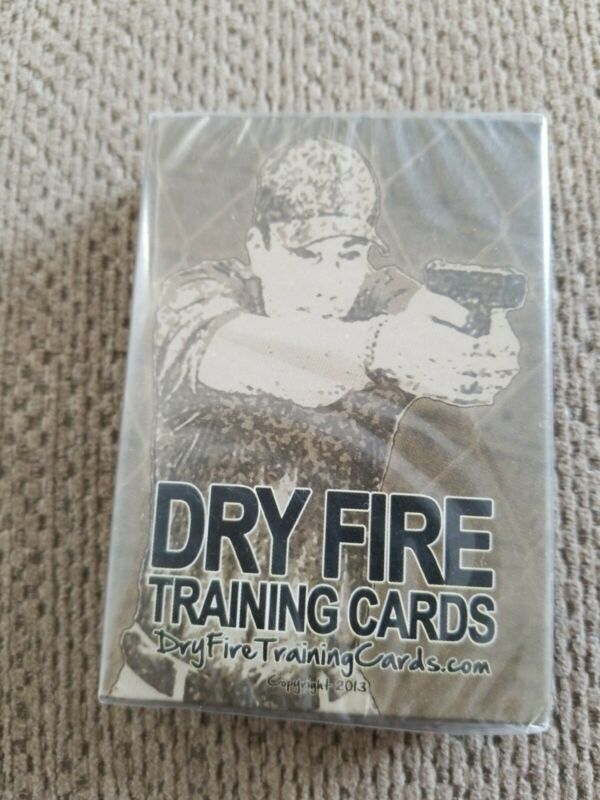 DRY FIRE
TRAINING CARDS
DryFireTrainingCards.com
Copyright 2013